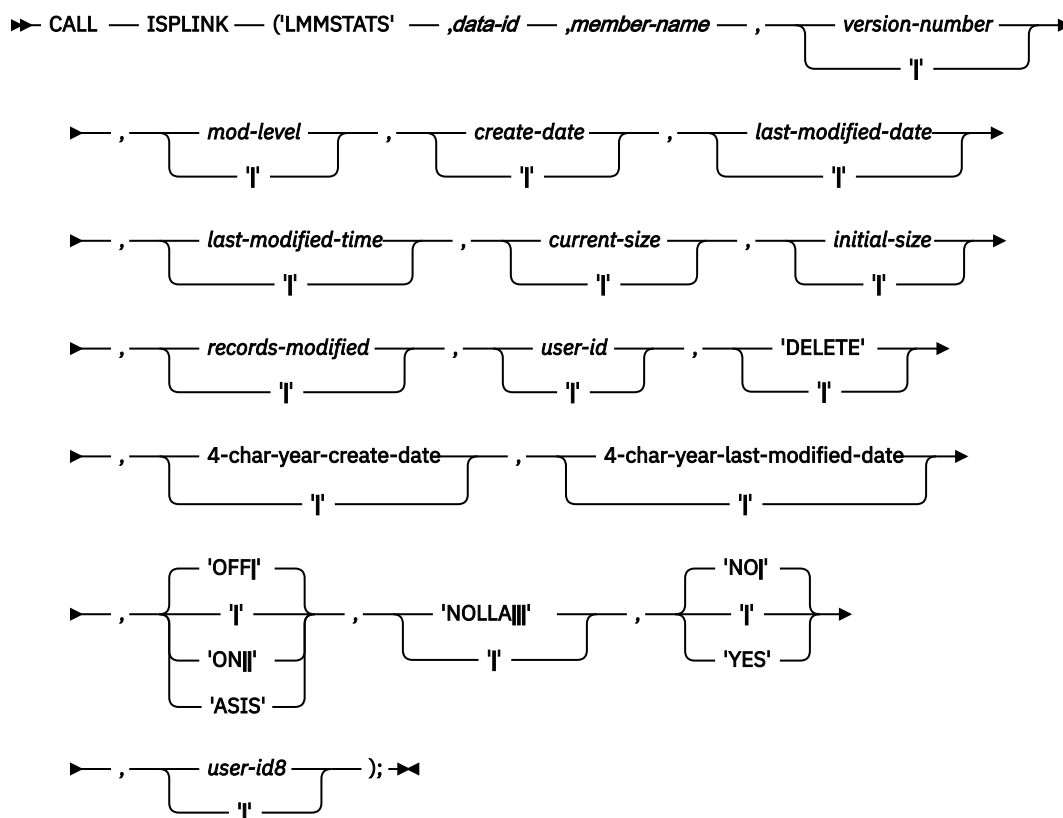 CALL ISPLINK ('LMMSTATS' ,data-id ,member-name , version-number
'|'
, mod-level , create-date , last-modified-date
'|' '|' '|'
, last-modified-time , current-size , initial-size
'|' '|' '|'
, records-modified , user-id , 'DELETE'
'|' '|' '|'
, 4-char-year-create-date , 4-char-year-last-modified-date
'|' '|'
'OFF|' 'NO|'
, '|' , 'NOLLA|||' , '|'
'ON||' '|' 'YES'
'ASIS'
, user-id8 );
'|'